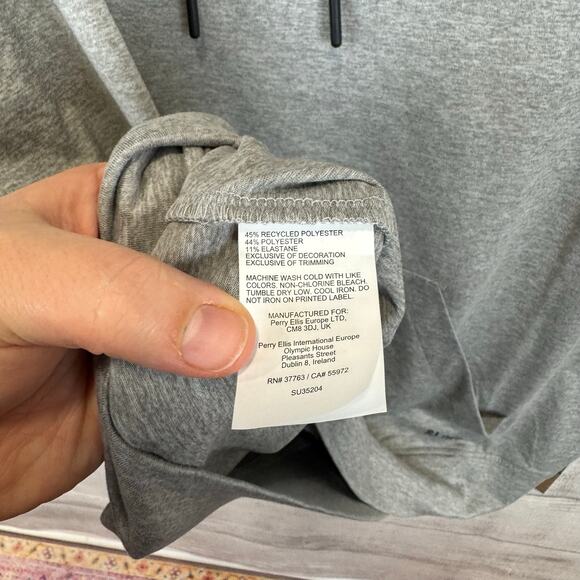 45% RECYCLED POLYESTER
44% POLYESTER
11% ELASTANE
EXCLUSIVE OF DECORATION
EXCLUSIVE OF TRIMMING
MACHINE WASH COLD WITH LIKE
COLORS. NON-CHLORINE BLEACH.
TUMBLE DRY LOW. COOL IRON. DO
NOT IRON ON PRINTED LABEL.
MANUFACTURED FOR:
Perry Ellis Europe LTD,
CM8 3DJ, UK
Perry Ellis International Europe
Olympic House
Pleasants Street
Dublin 8, Ireland
RN# 37763 / CA# 55972
SU35204